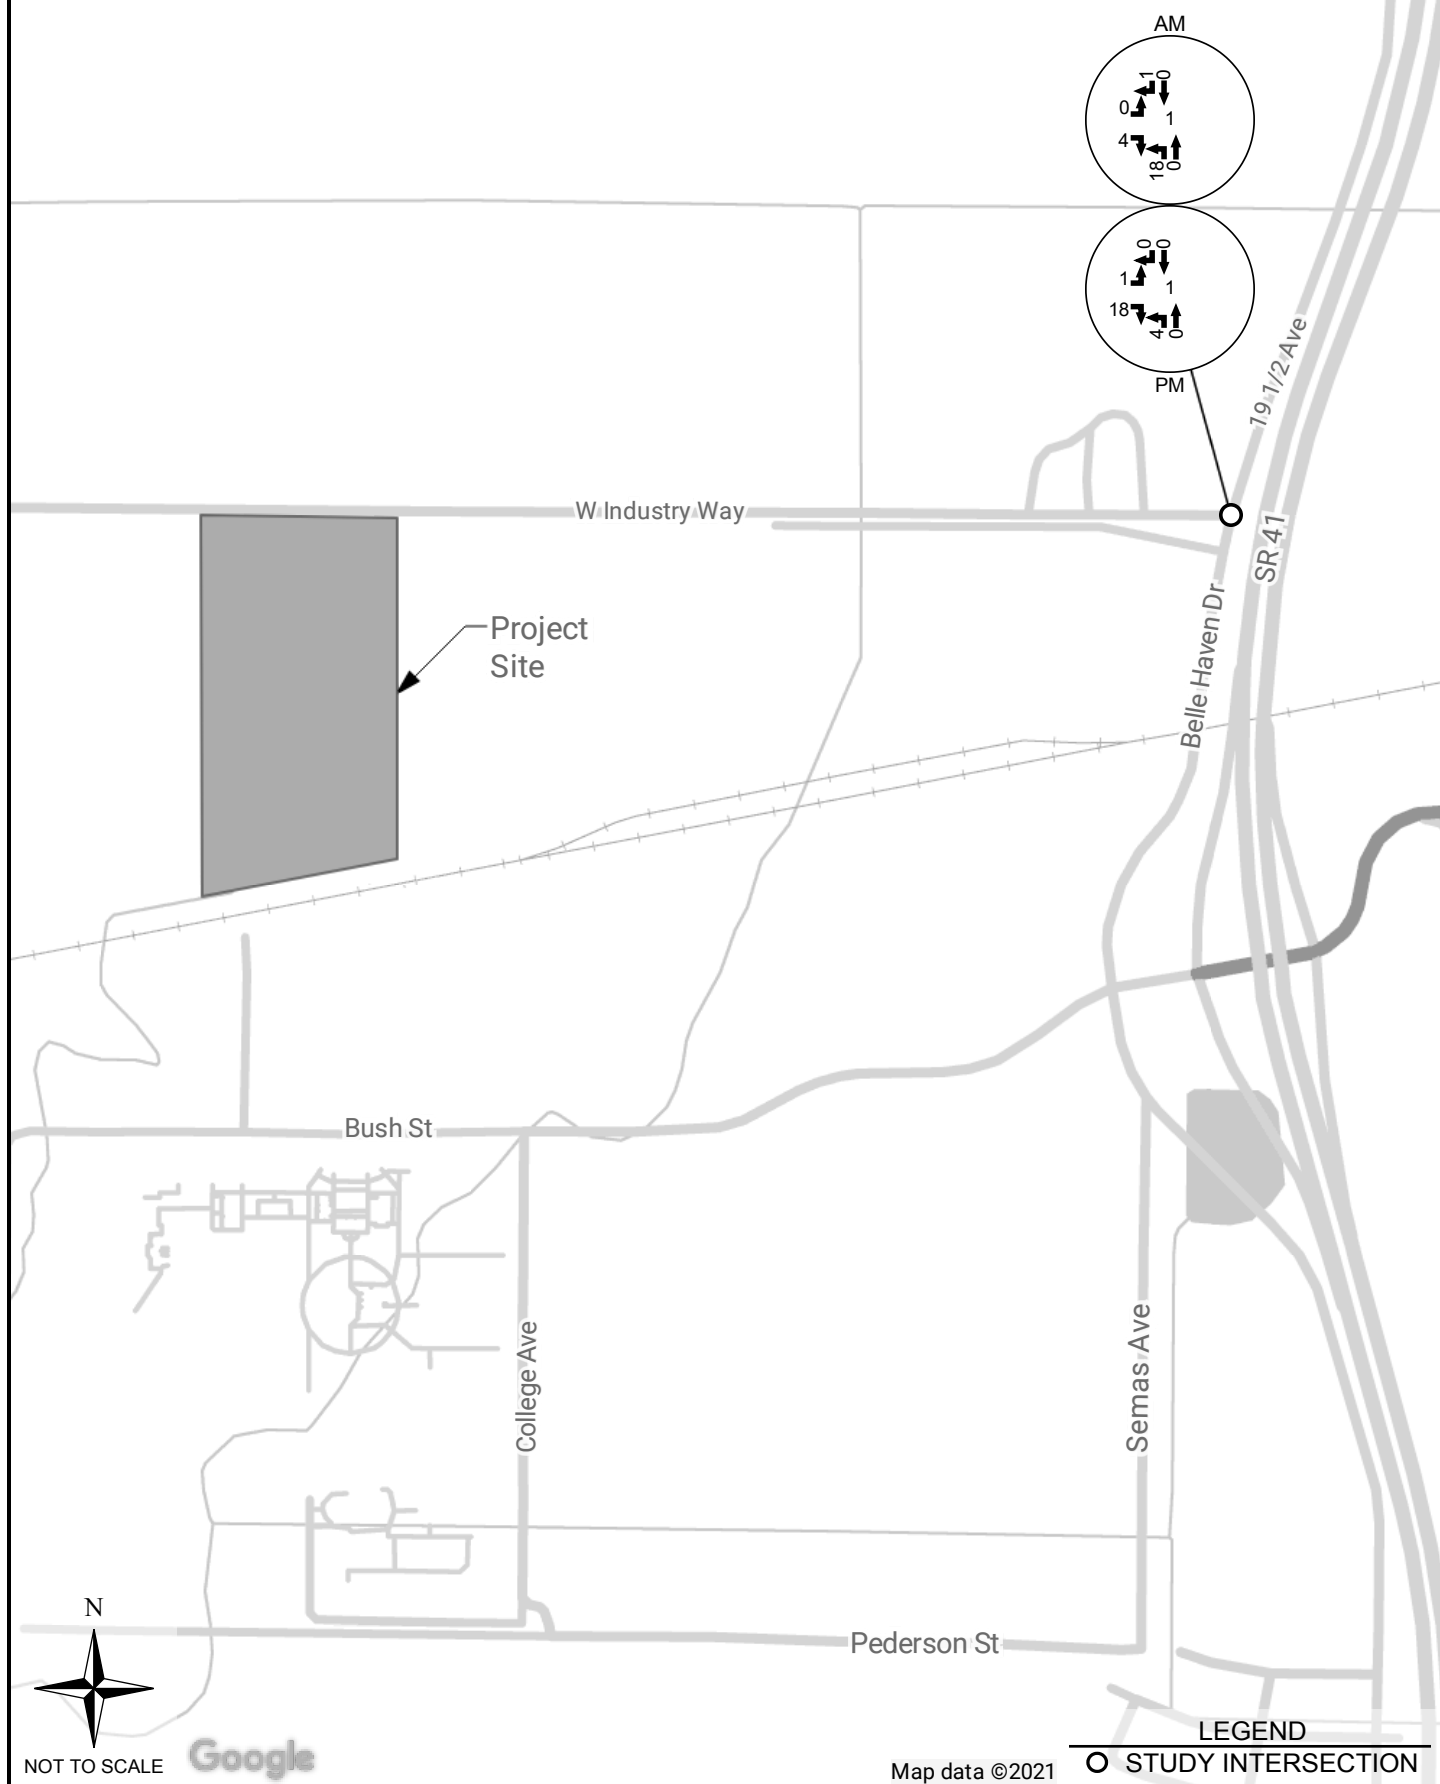 AM
1 0
0
1
4
18 0
0 0
1
1
18
4 0
PM
19 1/2 Ave
W Industry Way
SR 41
Project
Site
Belle Haven Dr
Bush St
College Ave
Semas Ave
N
Pederson St
LEGEND
NOT TO SCALE
Google
Map data ©2021
STUDY INTERSECTION